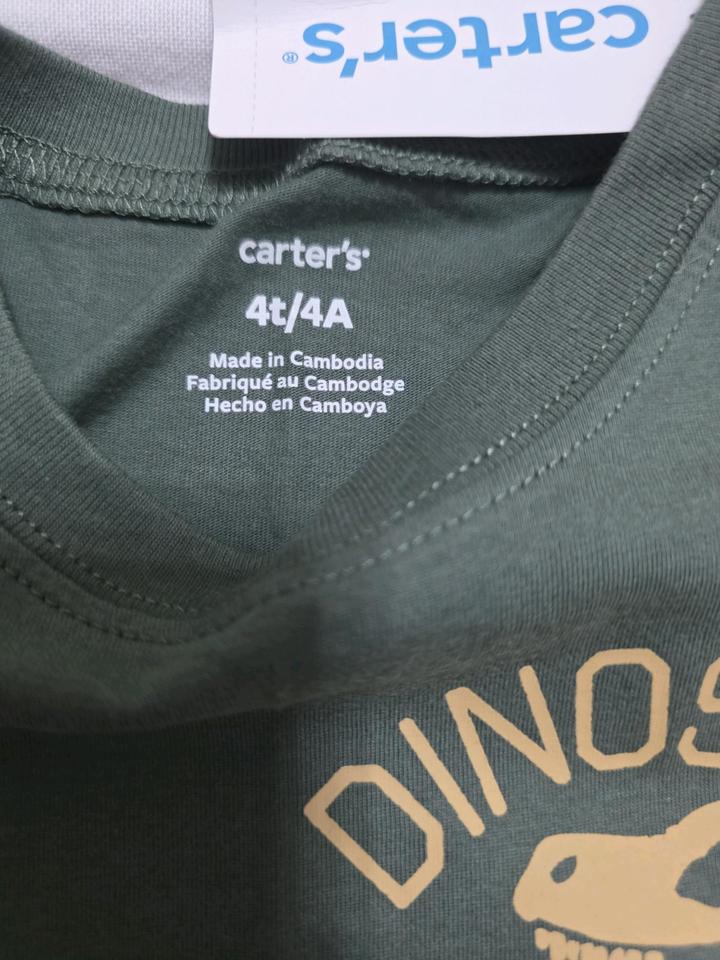 carter's®
carter's
4t/4A
Made in Cambodia
Fabriqué au Cambodge
Hecho en Camboya
DINOS